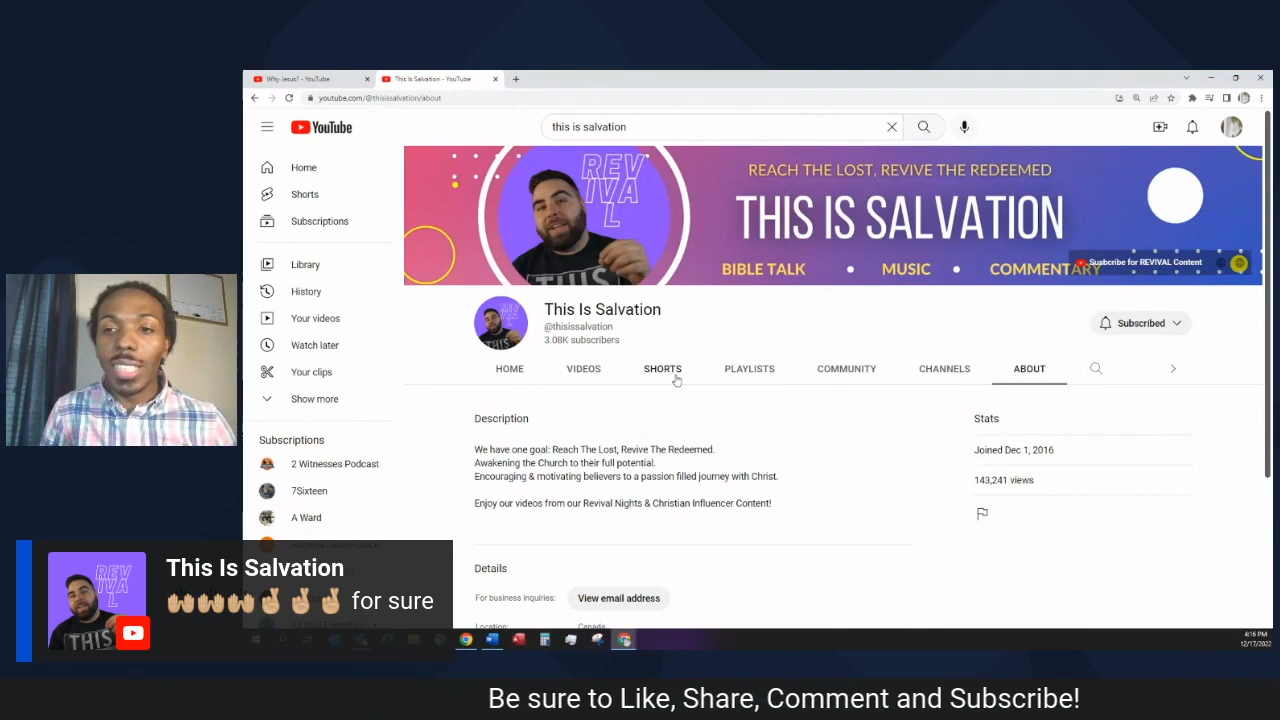 Why Jesus? - YouTube
This Is Salvation - YouTube
youtube.com/@thisissalvation/about
YouTube
this is salvation
Home
Shorts
Subscriptions
Library
History
Your videos
Watch later
Your clips
Show more
Subscriptions
2 Witnesses Podcast
7Sixteen
A Ward
REVIVAL
THIS
REACH THE LOST, REVIVE THE REDEEMED
THIS IS SALVATION
BIBLE TALK • MUSIC • COMMENTARY
Susbcribe for REVIVAL Content
This Is Salvation
@thisissalvation
3.08K subscribers
Subscribed
HOME VIDEOS SHORTS PLAYLISTS COMMUNITY CHANNELS ABOUT
Description
We have one goal: Reach The Lost, Revive The Redeemed.
Awakening the Church to their full potential.
Encouraging & motivating believers to a passion filled journey with Christ.
Enjoy our videos from our Revival Nights & Christian Influencer Content!
Stats
Joined Dec 1, 2016
143,241 views
Details
For business inquiries: View email address
Location: Canada
4:16 PM
12/17/2022
REVIVAL
THIS
This Is Salvation
for sure
Be sure to Like, Share, Comment and Subscribe!